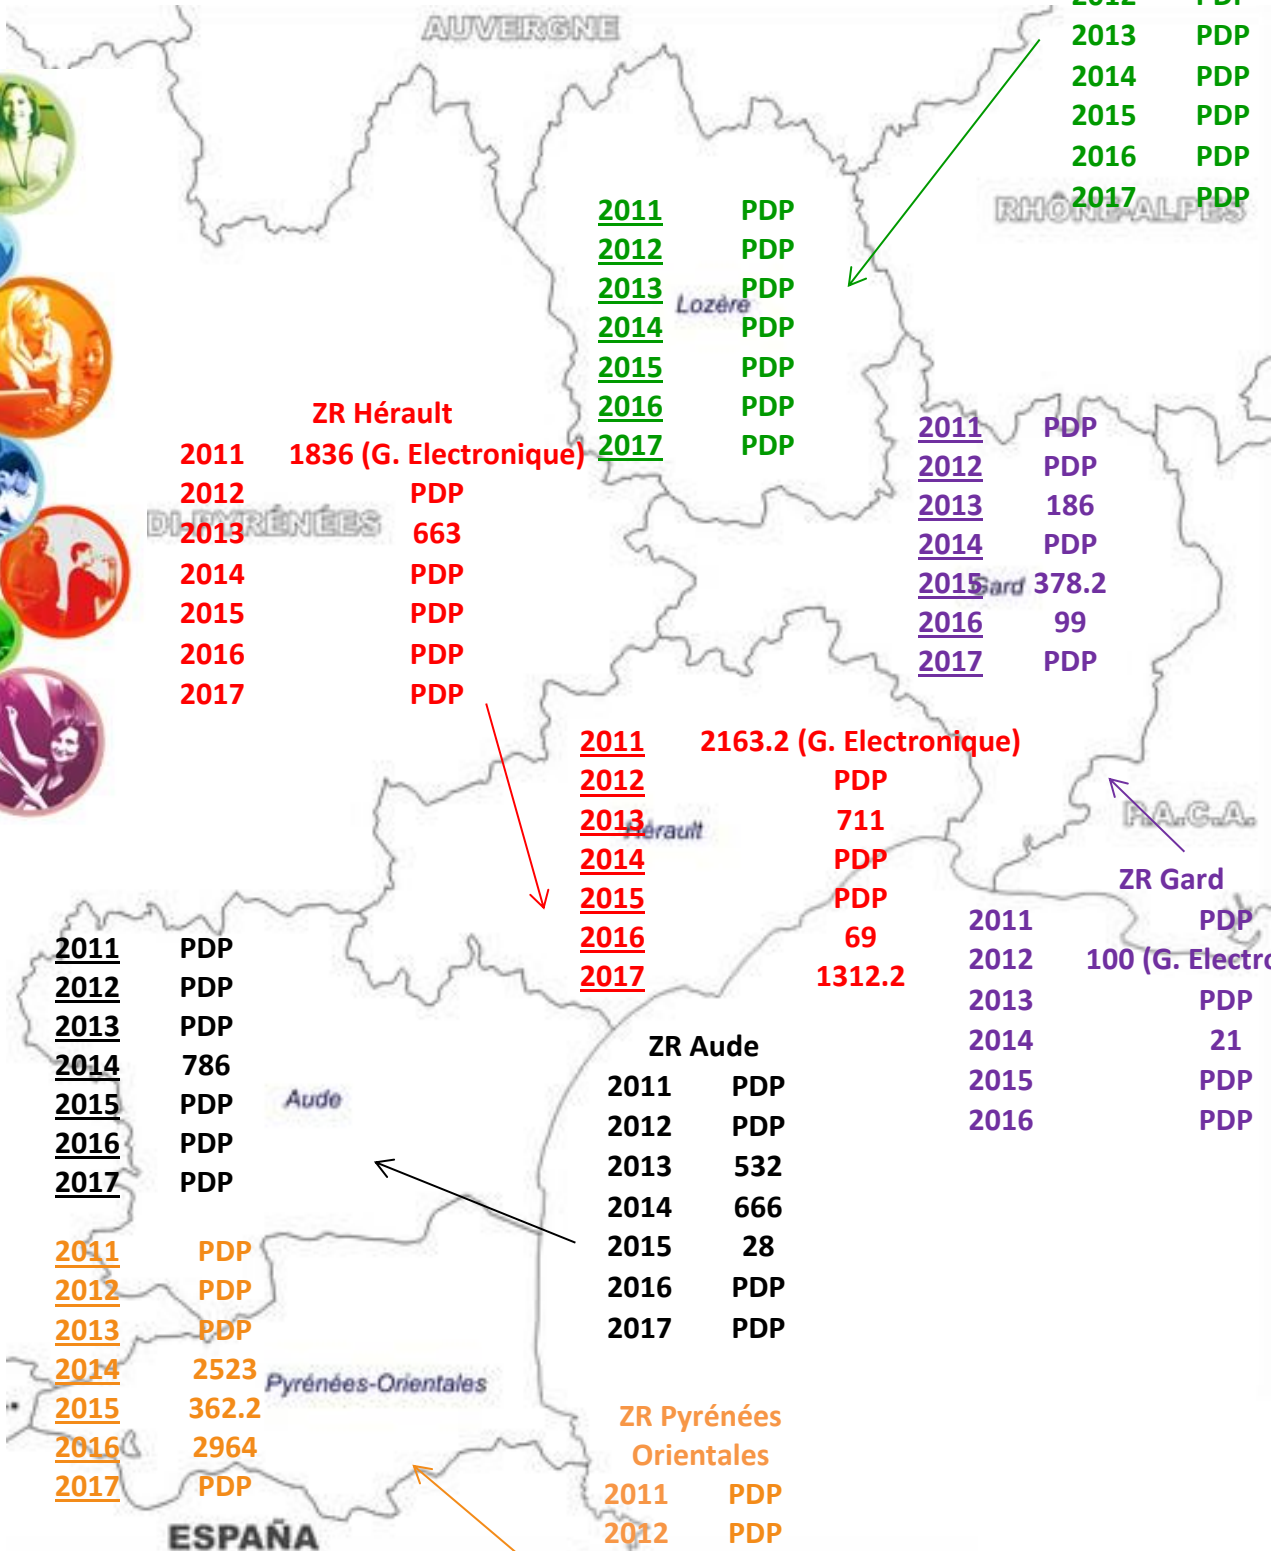 AUVERGNE
2012 PDP
2013 PDP
2014 PDP
2015 PDP
2016 PDP
2017 PDP
RHÔNE-ALPES
2011 PDP
2012 PDP
2013 PDP
Lozère
2014 PDP
2015 PDP
2016 PDP
2017 PDP
ZR Hérault
2011 1836 (G. Electronique)
2012 PDP
DI-PYRÉNÉES
2013 663
2014 PDP
2015 PDP
2016 PDP
2017 PDP
2011 PDP
2012 PDP
2013 186
2014 PDP
2015 378.2
Gard
2016 99
2017 PDP
2011 2163.2 (G. Electronique)
2012 PDP
2013 711
Hérault
2014 PDP
2015 PDP
2016 69
2017 1312.2
P.A.C.A.
ZR Gard
2011 PDP
2012 100 (G. Electro
2013 PDP
2014 21
2015 PDP
2016 PDP
2011 PDP
2012 PDP
2013 PDP
2014 786
2015 PDP
2016 PDP
2017 PDP
Aude
ZR Aude
2011 PDP
2012 PDP
2013 532
2014 666
2015 28
2016 PDP
2017 PDP
2011 PDP
2012 PDP
2013 PDP
2014 2523
2015 362.2
2016 2964
2017 PDP
Pyrénées-Orientales
ZR Pyrénées
Orientales
2011 PDP
2012 PDP
ESPAÑA